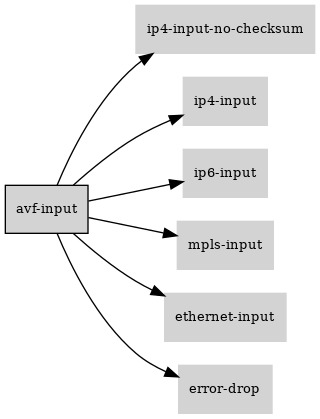 ip4-input-no-checksum
ip4-input
ip6-input
avf-input
mpls-input
ethernet-input
error-drop